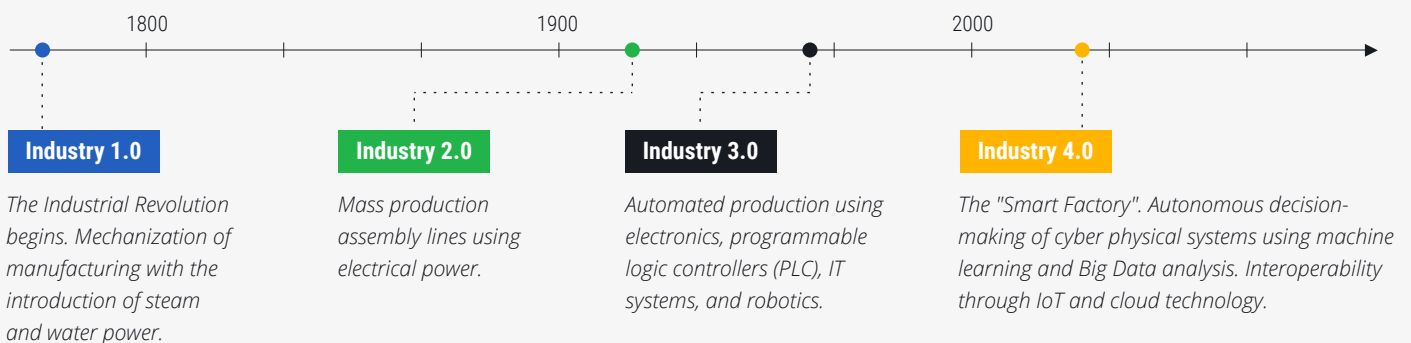 1800
1900
2000
Industry 1.0
The Industrial Revolution
begins. Mechanization of
manufacturing with the
introduction of steam
and water power.
Industry 2.0
Mass production
assembly lines using
electrical power.
Industry 3.0
Automated production using
electronics, programmable
logic controllers (PLC), IT
systems, and robotics.
Industry 4.0
The "Smart Factory". Autonomous decision-
making of cyber physical systems using machine
learning and Big Data analysis. Interoperability
through IoT and cloud technology.